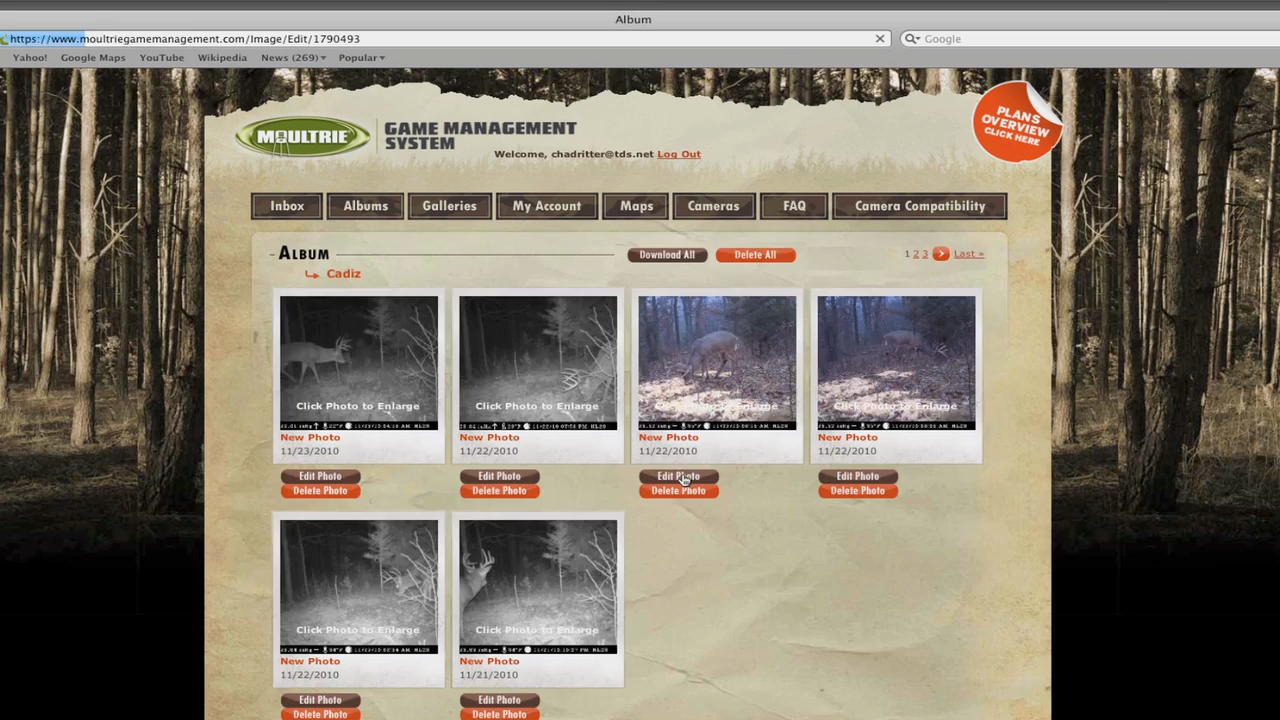 Album
https://www.moultriegamemanagement.com/Image/Edit/1790493
Google
Yahoo! Google Maps YouTube Wikipedia News (269) Popular
PLANS OVERVIEW CLICK HERE
MOULTRIE
GAME MANAGEMENT SYSTEM
Welcome, chadritter@tds.net Log Out
Inbox Albums Galleries My Account Maps Cameras FAQ Camera Compatibility
ALBUM Download All Delete All 1 2 3 Last »
Cadiz
Click Photo to Enlarge Click Photo to Enlarge Click Photo to Enlarge Click Photo to Enlarge
New Photo New Photo New Photo New Photo
11/23/2010 11/22/2010 11/22/2010 11/22/2010
Edit Photo Edit Photo Edit Photo Edit Photo
Delete Photo Delete Photo Delete Photo Delete Photo
Click Photo to Enlarge Click Photo to Enlarge
New Photo New Photo
11/22/2010 11/21/2010
Edit Photo Edit Photo
Delete Photo Delete Photo